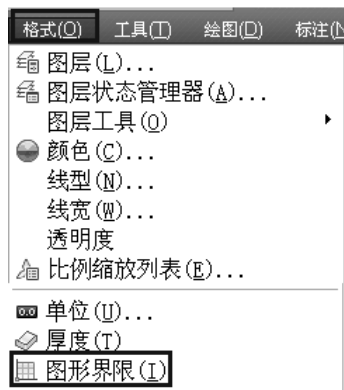 格式(O) 工具(T) 绘图(D) 标注(N
图层(L)...
图层状态管理器(A)...
图层工具(O)
颜色(C)...
线型(N)...
线宽(W)...
透明度
比例缩放列表(E)...
0.0 单位(U)...
厚度(T)
图形界限(I)